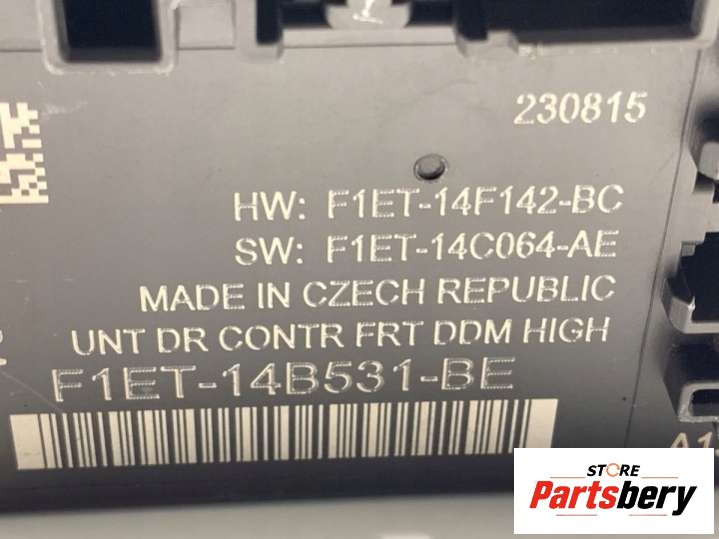 230815
HW: F1ET-14F142-BC
SW: F1ET-14C064-AE
MADE IN CZECH REPUBLIC
UNT DR CONTR FRT DDM HIGH
F1ET-14B531-BE
STORE
Partsbery